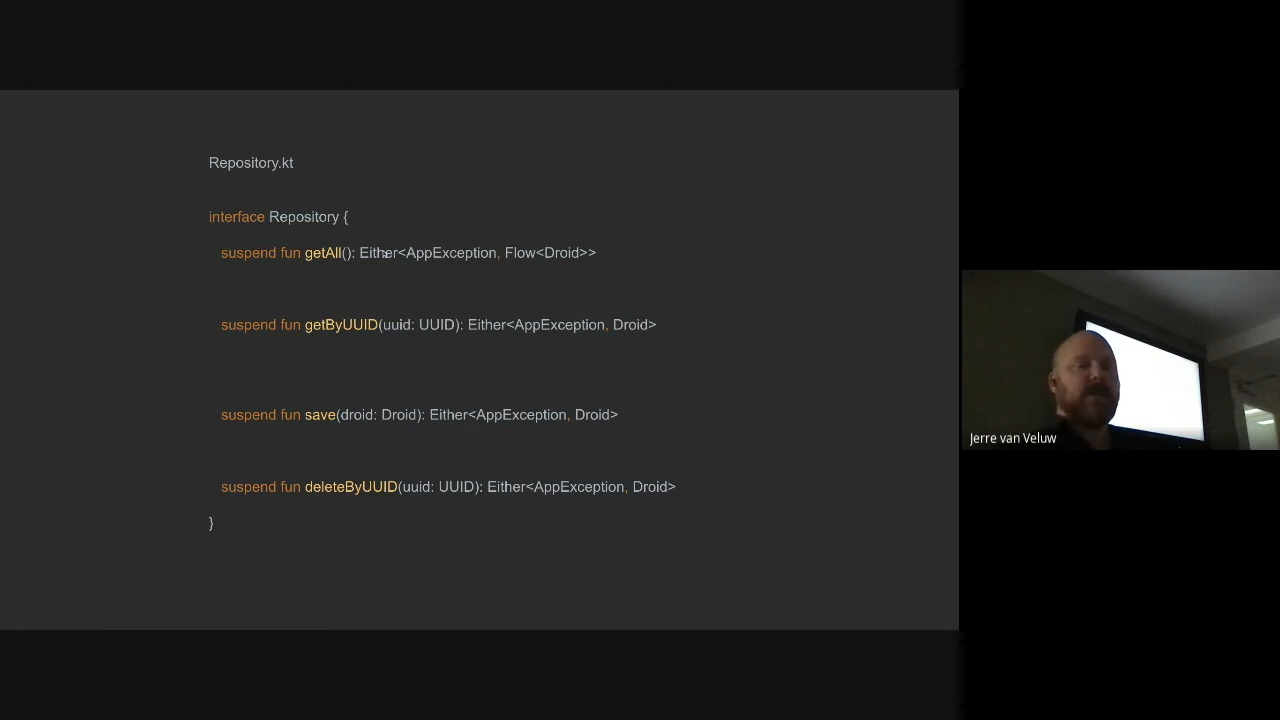 Repository.kt
interface Repository {
suspend fun getAll(): Either<AppException, Flow<Droid>>
suspend fun getByUUID(uuid: UUID): Either<AppException, Droid>
suspend fun save(droid: Droid): Either<AppException, Droid>
suspend fun deleteByUUID(uuid: UUID): Either<AppException, Droid>
}
Jerre van Veluw